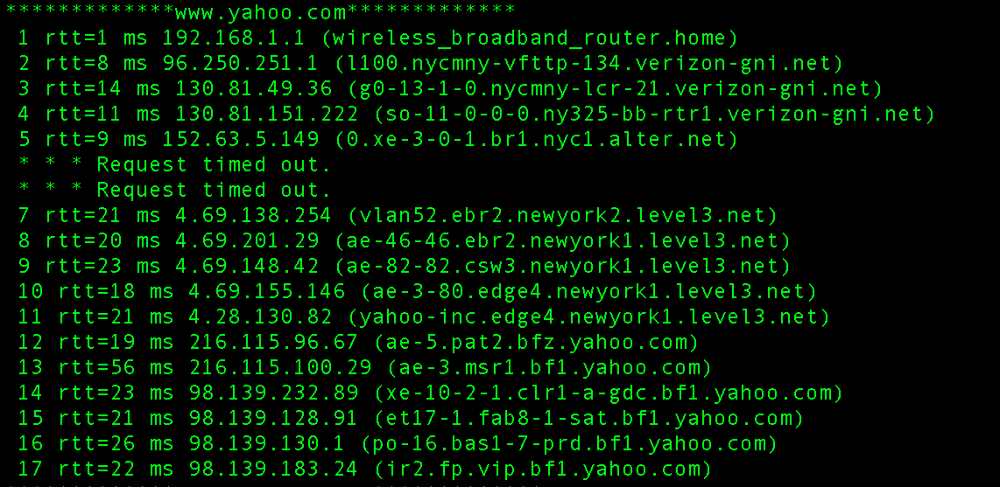 *************www.yahoo.com*************
1 rtt=1 ms 192.168.1.1 (wireless_broadband_router.home)
2 rtt=8 ms 96.250.251.1 (l100.nycmny-vfttp-134.verizon-gni.net)
3 rtt=14 ms 130.81.49.36 (g0-13-1-0.nycmny-lcr-21.verizon-gni.net)
4 rtt=11 ms 130.81.151.222 (so-11-0-0-0.ny325-bb-rtr1.verizon-gni.net)
5 rtt=9 ms 152.63.5.149 (0.xe-3-0-1.br1.nyc1.alter.net)
* * * Request timed out.
* * * Request timed out.
7 rtt=21 ms 4.69.138.254 (vlan52.ebr2.newyork2.level3.net)
8 rtt=20 ms 4.69.201.29 (ae-46-46.ebr2.newyork1.level3.net)
9 rtt=23 ms 4.69.148.42 (ae-82-82.csw3.newyork1.level3.net)
10 rtt=18 ms 4.69.155.146 (ae-3-80.edge4.newyork1.level3.net)
11 rtt=21 ms 4.28.130.82 (yahoo-inc.edge4.newyork1.level3.net)
12 rtt=19 ms 216.115.96.67 (ae-5.pat2.bfz.yahoo.com)
13 rtt=56 ms 216.115.100.29 (ae-3.msr1.bf1.yahoo.com)
14 rtt=23 ms 98.139.232.89 (xe-10-2-1.clr1-a-gdc.bf1.yahoo.com)
15 rtt=21 ms 98.139.128.91 (et17-1.fab8-1-sat.bf1.yahoo.com)
16 rtt=26 ms 98.139.130.1 (po-16.bas1-7-prd.bf1.yahoo.com)
17 rtt=22 ms 98.139.183.24 (ir2.fp.vip.bf1.yahoo.com)